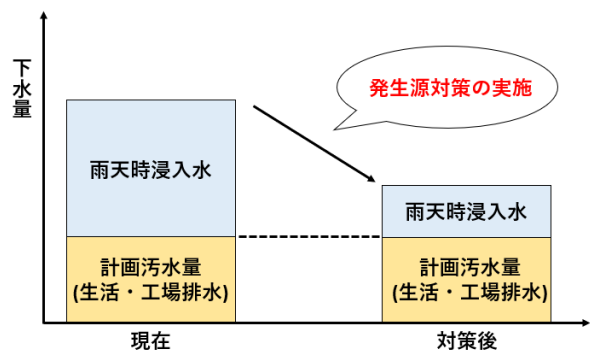 下水量
発生源対策の実施
雨天時浸入水
計画汚水量
(生活・工場排水)
雨天時浸入水
計画汚水量
(生活・工場排水)
現在
対策後